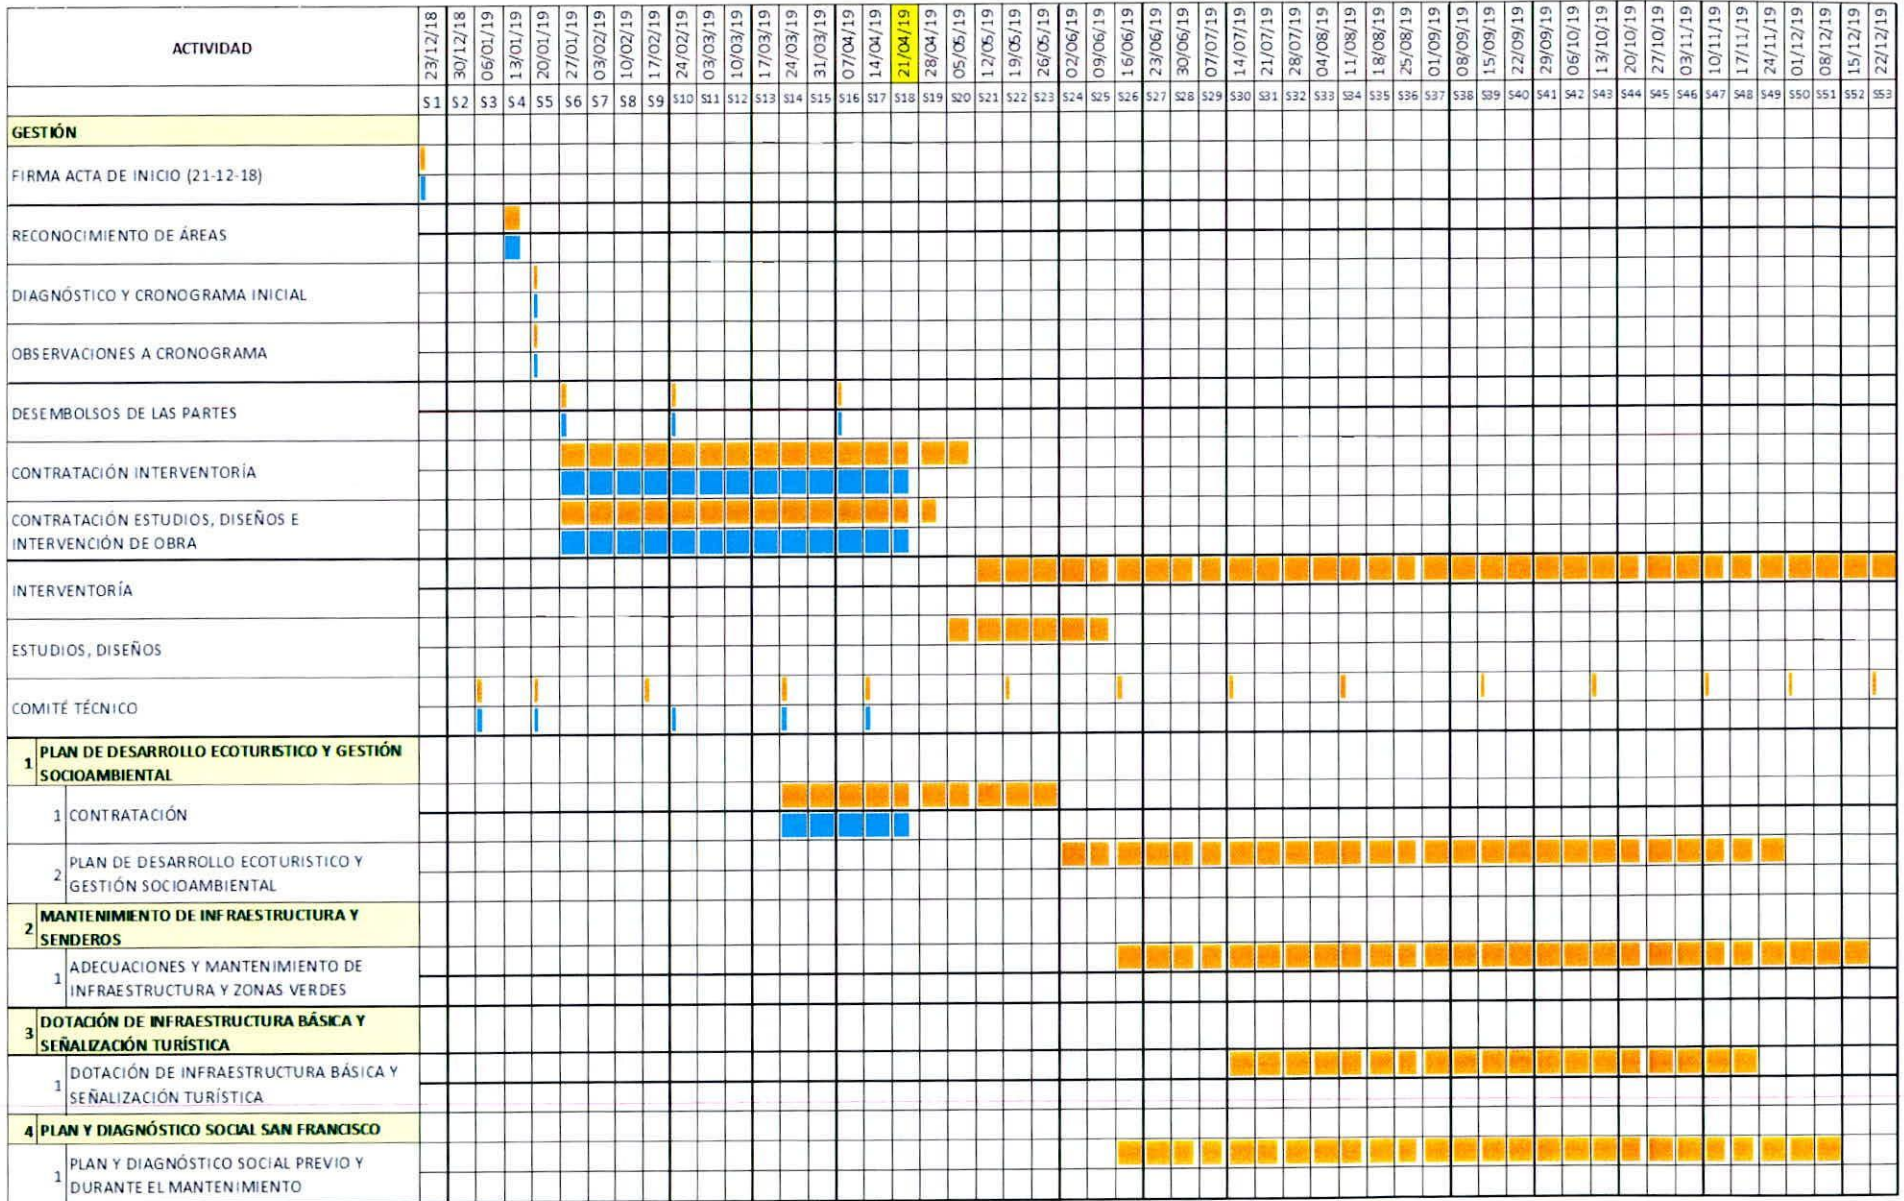 ACTIVIDAD
23/12/18 30/12/18 06/01/19 13/01/19 20/01/19 27/01/19 03/02/19 10/02/19 17/02/19 24/02/19 03/03/19 10/03/19 17/03/19 24/03/19 31/03/19 07/04/19 14/04/19 21/04/19 28/04/19 05/05/19 12/05/19 19/05/19 26/05/19 02/06/19 09/06/19 16/06/19 23/06/19 30/06/19 07/07/19 14/07/19 21/07/19 28/07/19 04/08/19 11/08/19 18/08/19 25/08/19 01/09/19 08/09/19 15/09/19 22/09/19 29/09/19 06/10/19 13/10/19 20/10/19 27/10/19 03/11/19 10/11/19 17/11/19 24/11/19 01/12/19 08/12/19 15/12/19 22/12/19
S1 S2 S3 S4 S5 S6 S7 S8 S9 S10 S11 S12 S13 S14 S15 S16 S17 S18 S19 S20 S21 S22 S23 S24 S25 S26 S27 S28 S29 S30 S31 S32 S33 S34 S35 S36 S37 S38 S39 S40 S41 S42 S43 S44 S45 S46 S47 S48 S49 S50 S51 S52 S53
GESTIÓN
FIRMA ACTA DE INICIO (21-12-18)
RECONOCIMIENTO DE ÁREAS
DIAGNÓSTICO Y CRONOGRAMA INICIAL
OBSERVACIONES A CRONOGRAMA
DESEMBOLSOS DE LAS PARTES
CONTRATACIÓN INTERVENTORÍA
CONTRATACIÓN ESTUDIOS, DISEÑOS E
INTERVENCIÓN DE OBRA
INTERVENTORÍA
ESTUDIOS, DISEÑOS
COMITÉ TÉCNICO
1 PLAN DE DESARROLLO ECOTURISTICO Y GESTIÓN
SOCIOAMBIENTAL
1 CONTRATACIÓN
2 PLAN DE DESARROLLO ECOTURISTICO Y
GESTIÓN SOCIOAMBIENTAL
2 MANTENIMIENTO DE INFRAESTRUCTURA Y
SENDEROS
1 ADECUACIONES Y MANTENIMIENTO DE
INFRAESTRUCTURA Y ZONAS VERDES
3 DOTACIÓN DE INFRAESTRUCTURA BÁSICA Y
SEÑALIZACIÓN TURÍSTICA
1 DOTACIÓN DE INFRAESTRUCTURA BÁSICA Y
SEÑALIZACIÓN TURÍSTICA
4 PLAN Y DIAGNÓSTICO SOCIAL SAN FRANCISCO
1 PLAN Y DIAGNÓSTICO SOCIAL PREVIO Y
DURANTE EL MANTENIMIENTO